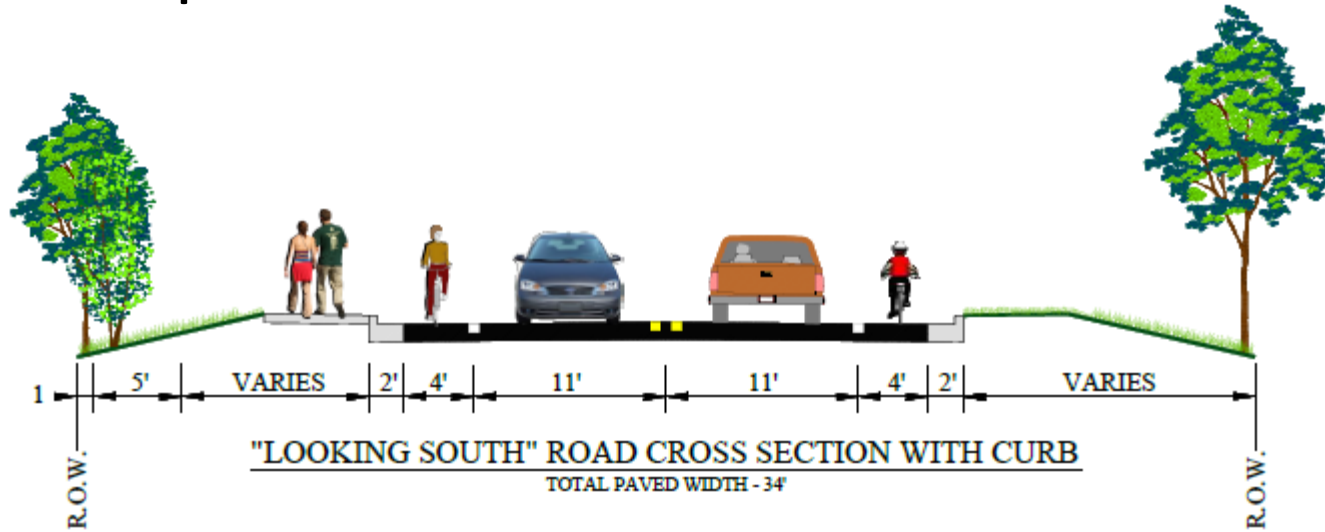 1 5' VARIES 2' 4' 11' 11' 4' 2' VARIES
R.O.W.
"LOOKING SOUTH" ROAD CROSS SECTION WITH CURB
TOTAL PAVED WIDTH - 34'
R.O.W.